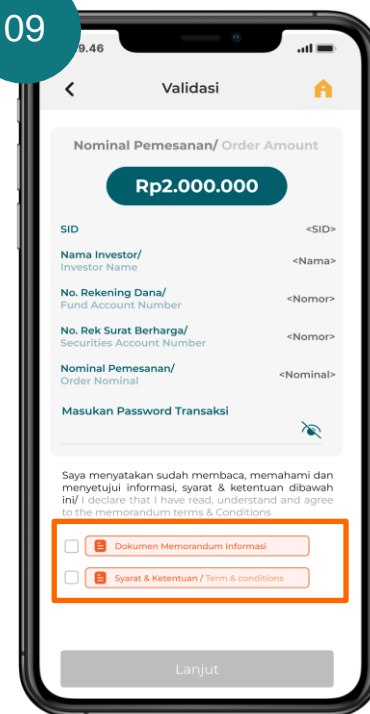 09
9.46
Validasi
Nominal Pemesanan/ Order Amount
Rp2.000.000
SID <SID>
Nama Investor/
Investor Name <Nama>
No. Rekening Dana/
Fund Account Number <Nomor>
No. Rek Surat Berharga/
Securities Account Number <Nomor>
Nominal Pemesanan/
Order Nominal <Nominal>
Masukan Password Transaksi
Saya menyatakan sudah membaca, memahami dan
menyetujui informasi, syarat & ketentuan dibawah
ini/ I declare that I have read, understand and agree
to the memorandum terms & Conditions
Dokumen Memorandum Informasi
Syarat & Ketentuan / Term & conditions
Lanjut